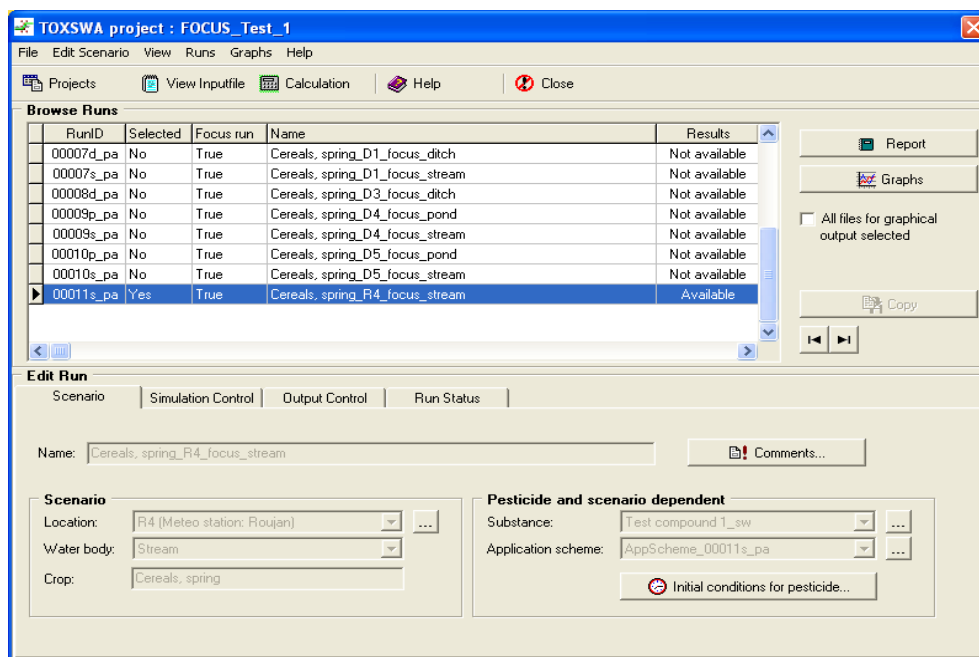 TOXSWA project : FOCUS_Test_1
File Edit Scenario View Runs Graphs Help
Projects View Inputfile Calculation Help Close
Browse Runs
RunID Selected Focus run Name Results
00007d_pa No True Cereals, spring_D1_focus_ditch Not available
00007s_pa No True Cereals, spring_D1_focus_stream Not available
00008d_pa No True Cereals, spring_D3_focus_ditch Not available
00009p_pa No True Cereals, spring_D4_focus_pond Not available
00009s_pa No True Cereals, spring_D4_focus_stream Not available
00010p_pa No True Cereals, spring_D5_focus_pond Not available
00010s_pa No True Cereals, spring_D5_focus_stream Not available
00011s_pa Yes True Cereals, spring_R4_focus_stream Available
Report
Graphs
All files for graphical
output selected
Copy
Edit Run
Scenario Simulation Control Output Control Run Status
Name: Cereals, spring_R4_focus_stream Comments...
Scenario
Location: R4 (Meteo station: Roujan) ...
Water body: Stream
Crop: Cereals, spring
Pesticide and scenario dependent
Substance: Test compound 1_sw ...
Application scheme: AppScheme_00011s_pa ...
Initial conditions for pesticide...